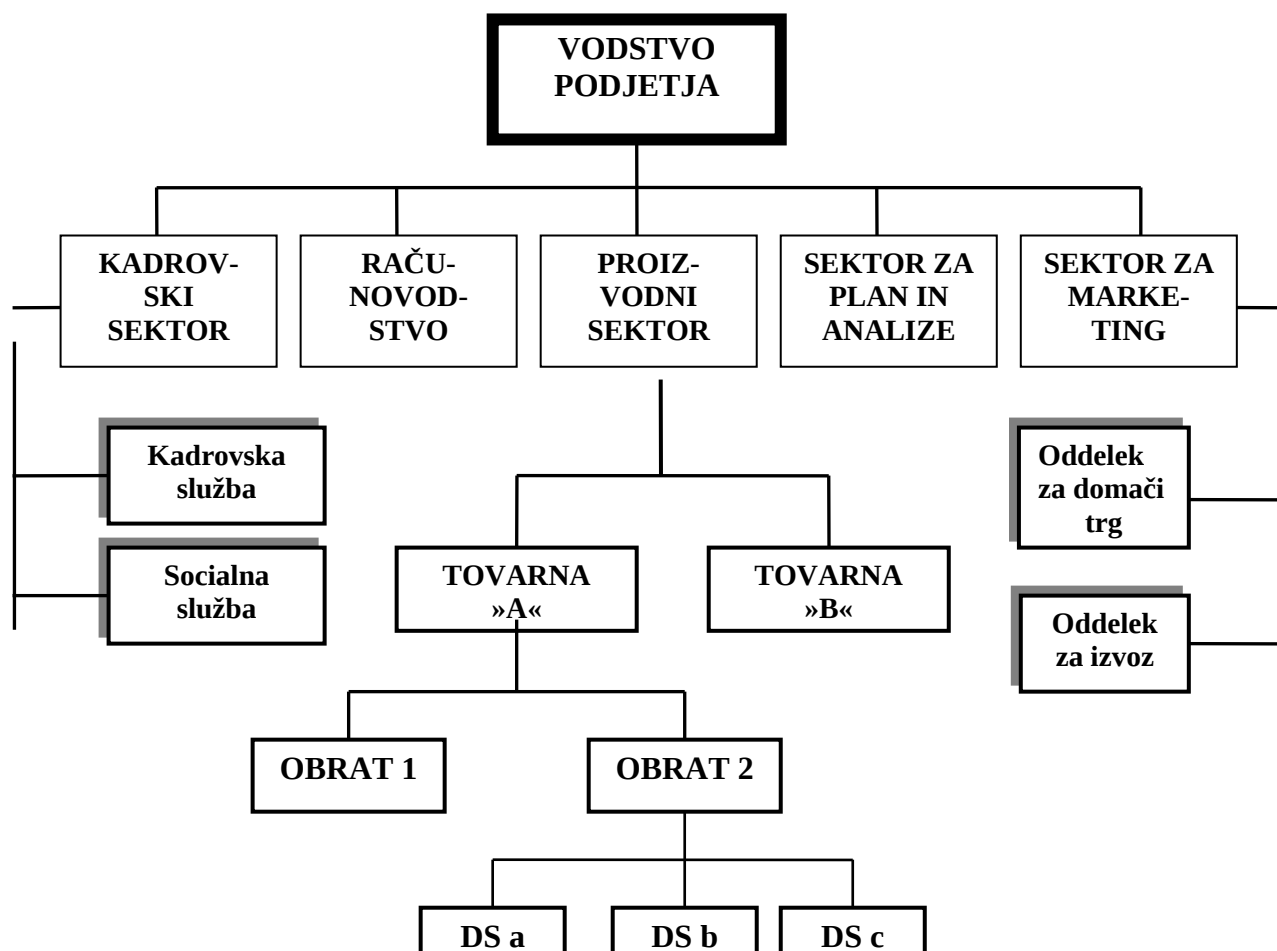 VODSTVO
PODJETJA
KADROV-
SKI
SEKTOR
RAČU-
NOVOD-
STVO
PROIZ-
VODNI
SEKTOR
SEKTOR ZA
PLAN IN
ANALIZE
SEKTOR ZA
MARKE-
TING
Kadrovska
služba
Oddelek
za domači
trg
Socialna
služba
TOVARNA
»A«
TOVARNA
»B«
Oddelek
za izvoz
OBRAT 1
OBRAT 2
DS a
DS b
DS c